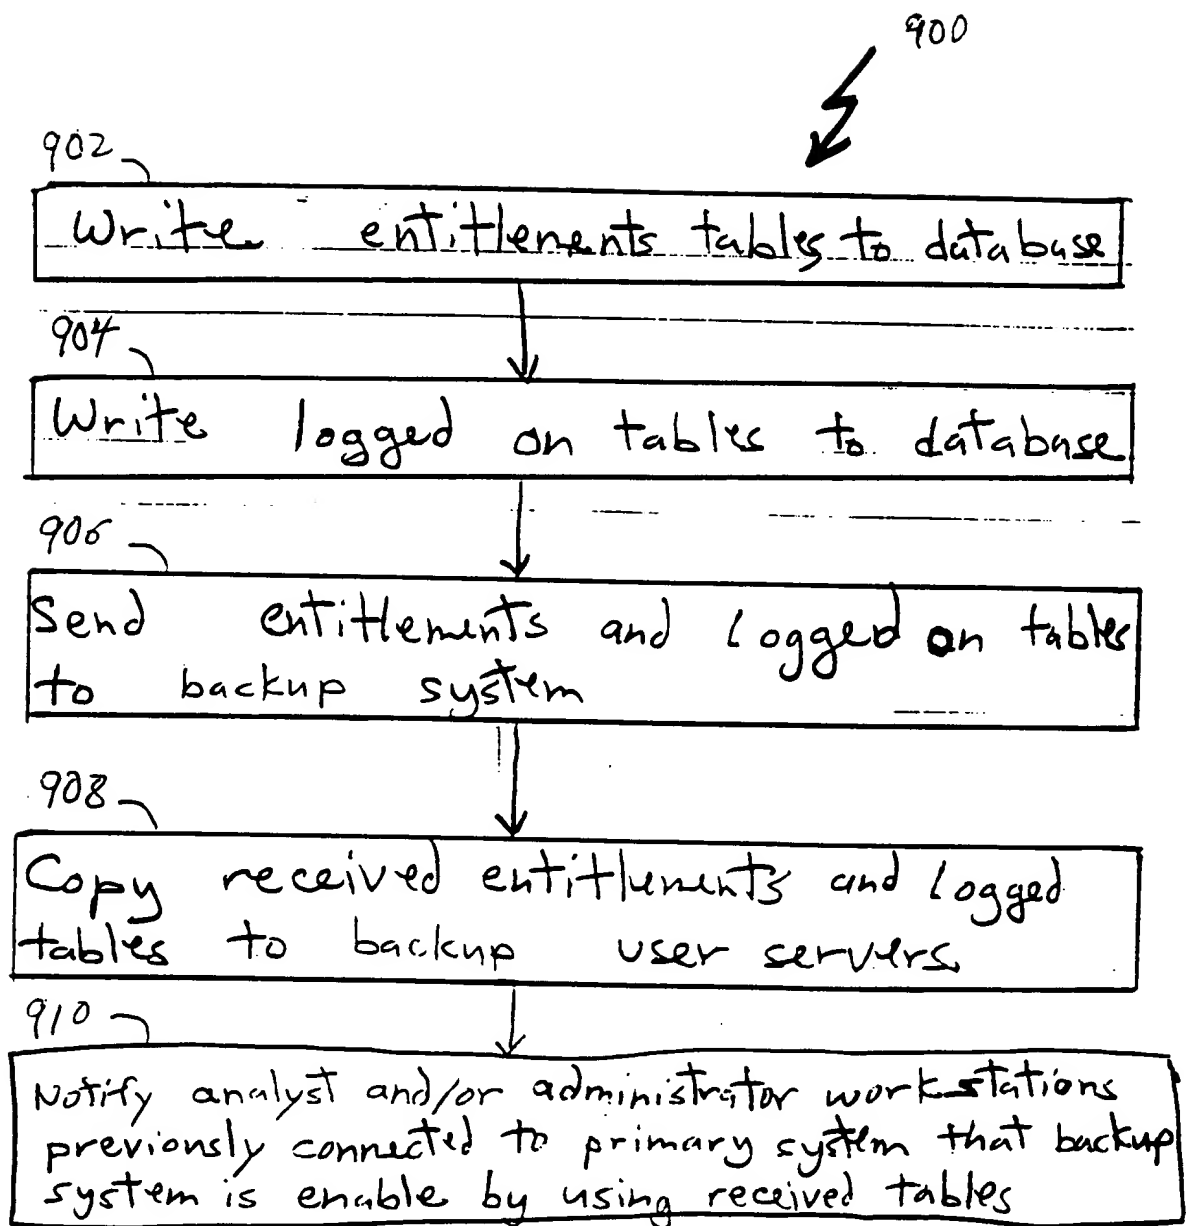 900
902
Write entitlements tables to database
904
Write logged on tables to database
906
Send entitlements and logged on tables
to backup system
908
Copy received entitlements and logged
tables to backup user servers
910
Notify analyst and/or administrator workstations
previously connected to primary system that backup
system is enable by using received tables